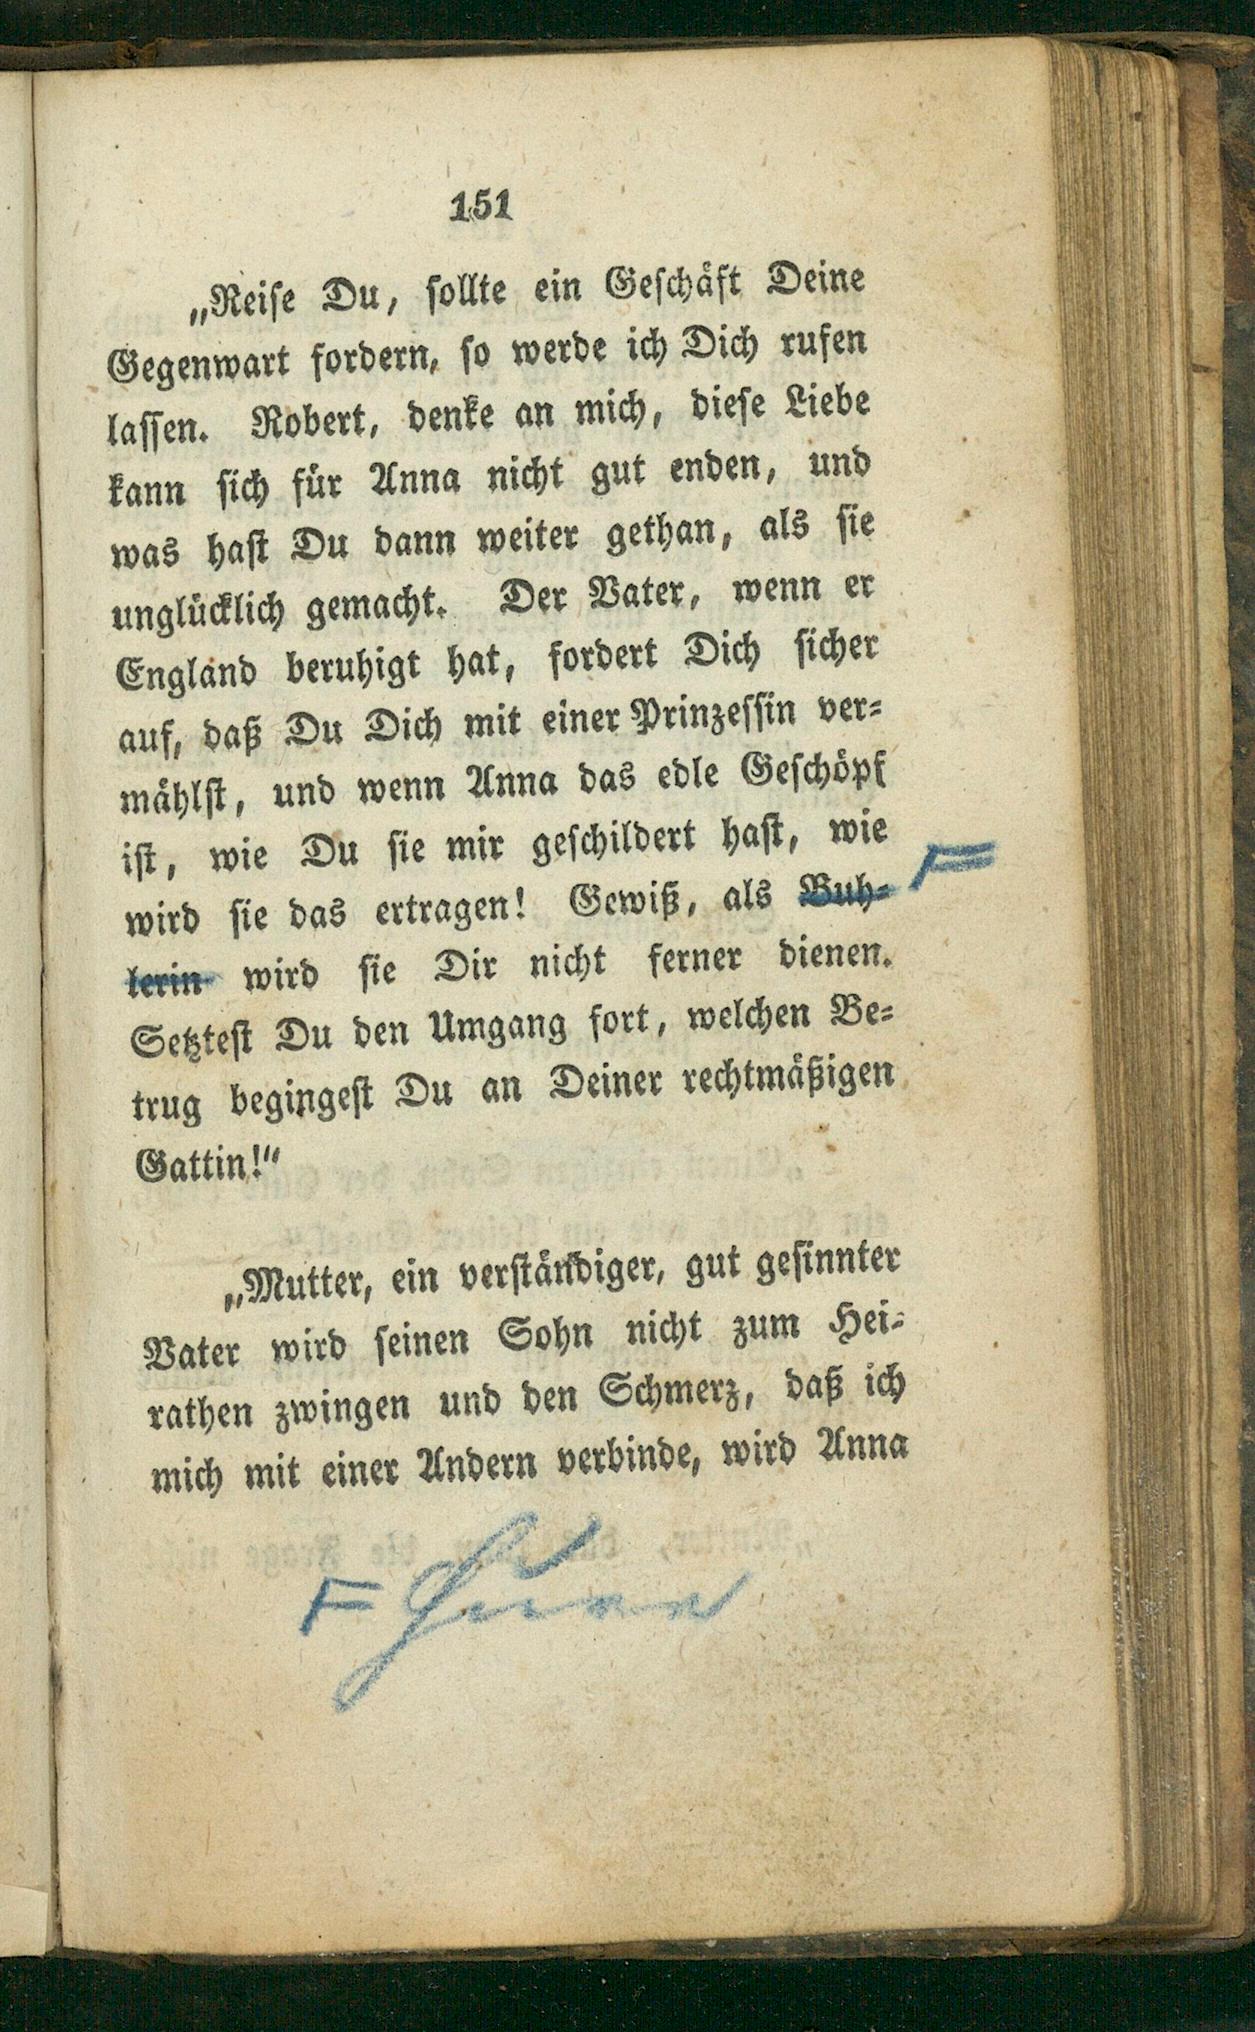 151
„Reise Du, sollte ein Geschäft Deine
Gegenwart fordern, so werde ich Dich rufen
lassen. Robert, denke an mich, diese Liebe
kann sich für Anna nicht gut enden, und
was hast Du dann weiter gethan, als sie
unglücklich gemacht. Der Vater, wenn er
England beruhigt hat, fordert Dich sicher
auf, daß Du Dich mit einer Prinzessin ver-
mählst, und wenn Anna das edle Geschöpf
ist, wie Du sie mir geschildert hast, wie
wird sie das ertragen! Gewiß, als Buh-
lerin wird sie Dir nicht ferner dienen.
Setztest Du den Umgang fort, welchen Be-
trug begingest Du an Deiner rechtmäßigen
Gattin!“
„Mutter, ein verständiger, gut gesinnter
Vater wird seinen Sohn nicht zum Hei-
rathen zwingen und den Schmerz, daß ich
mich mit einer Andern verbinde, wird Anna
Hure